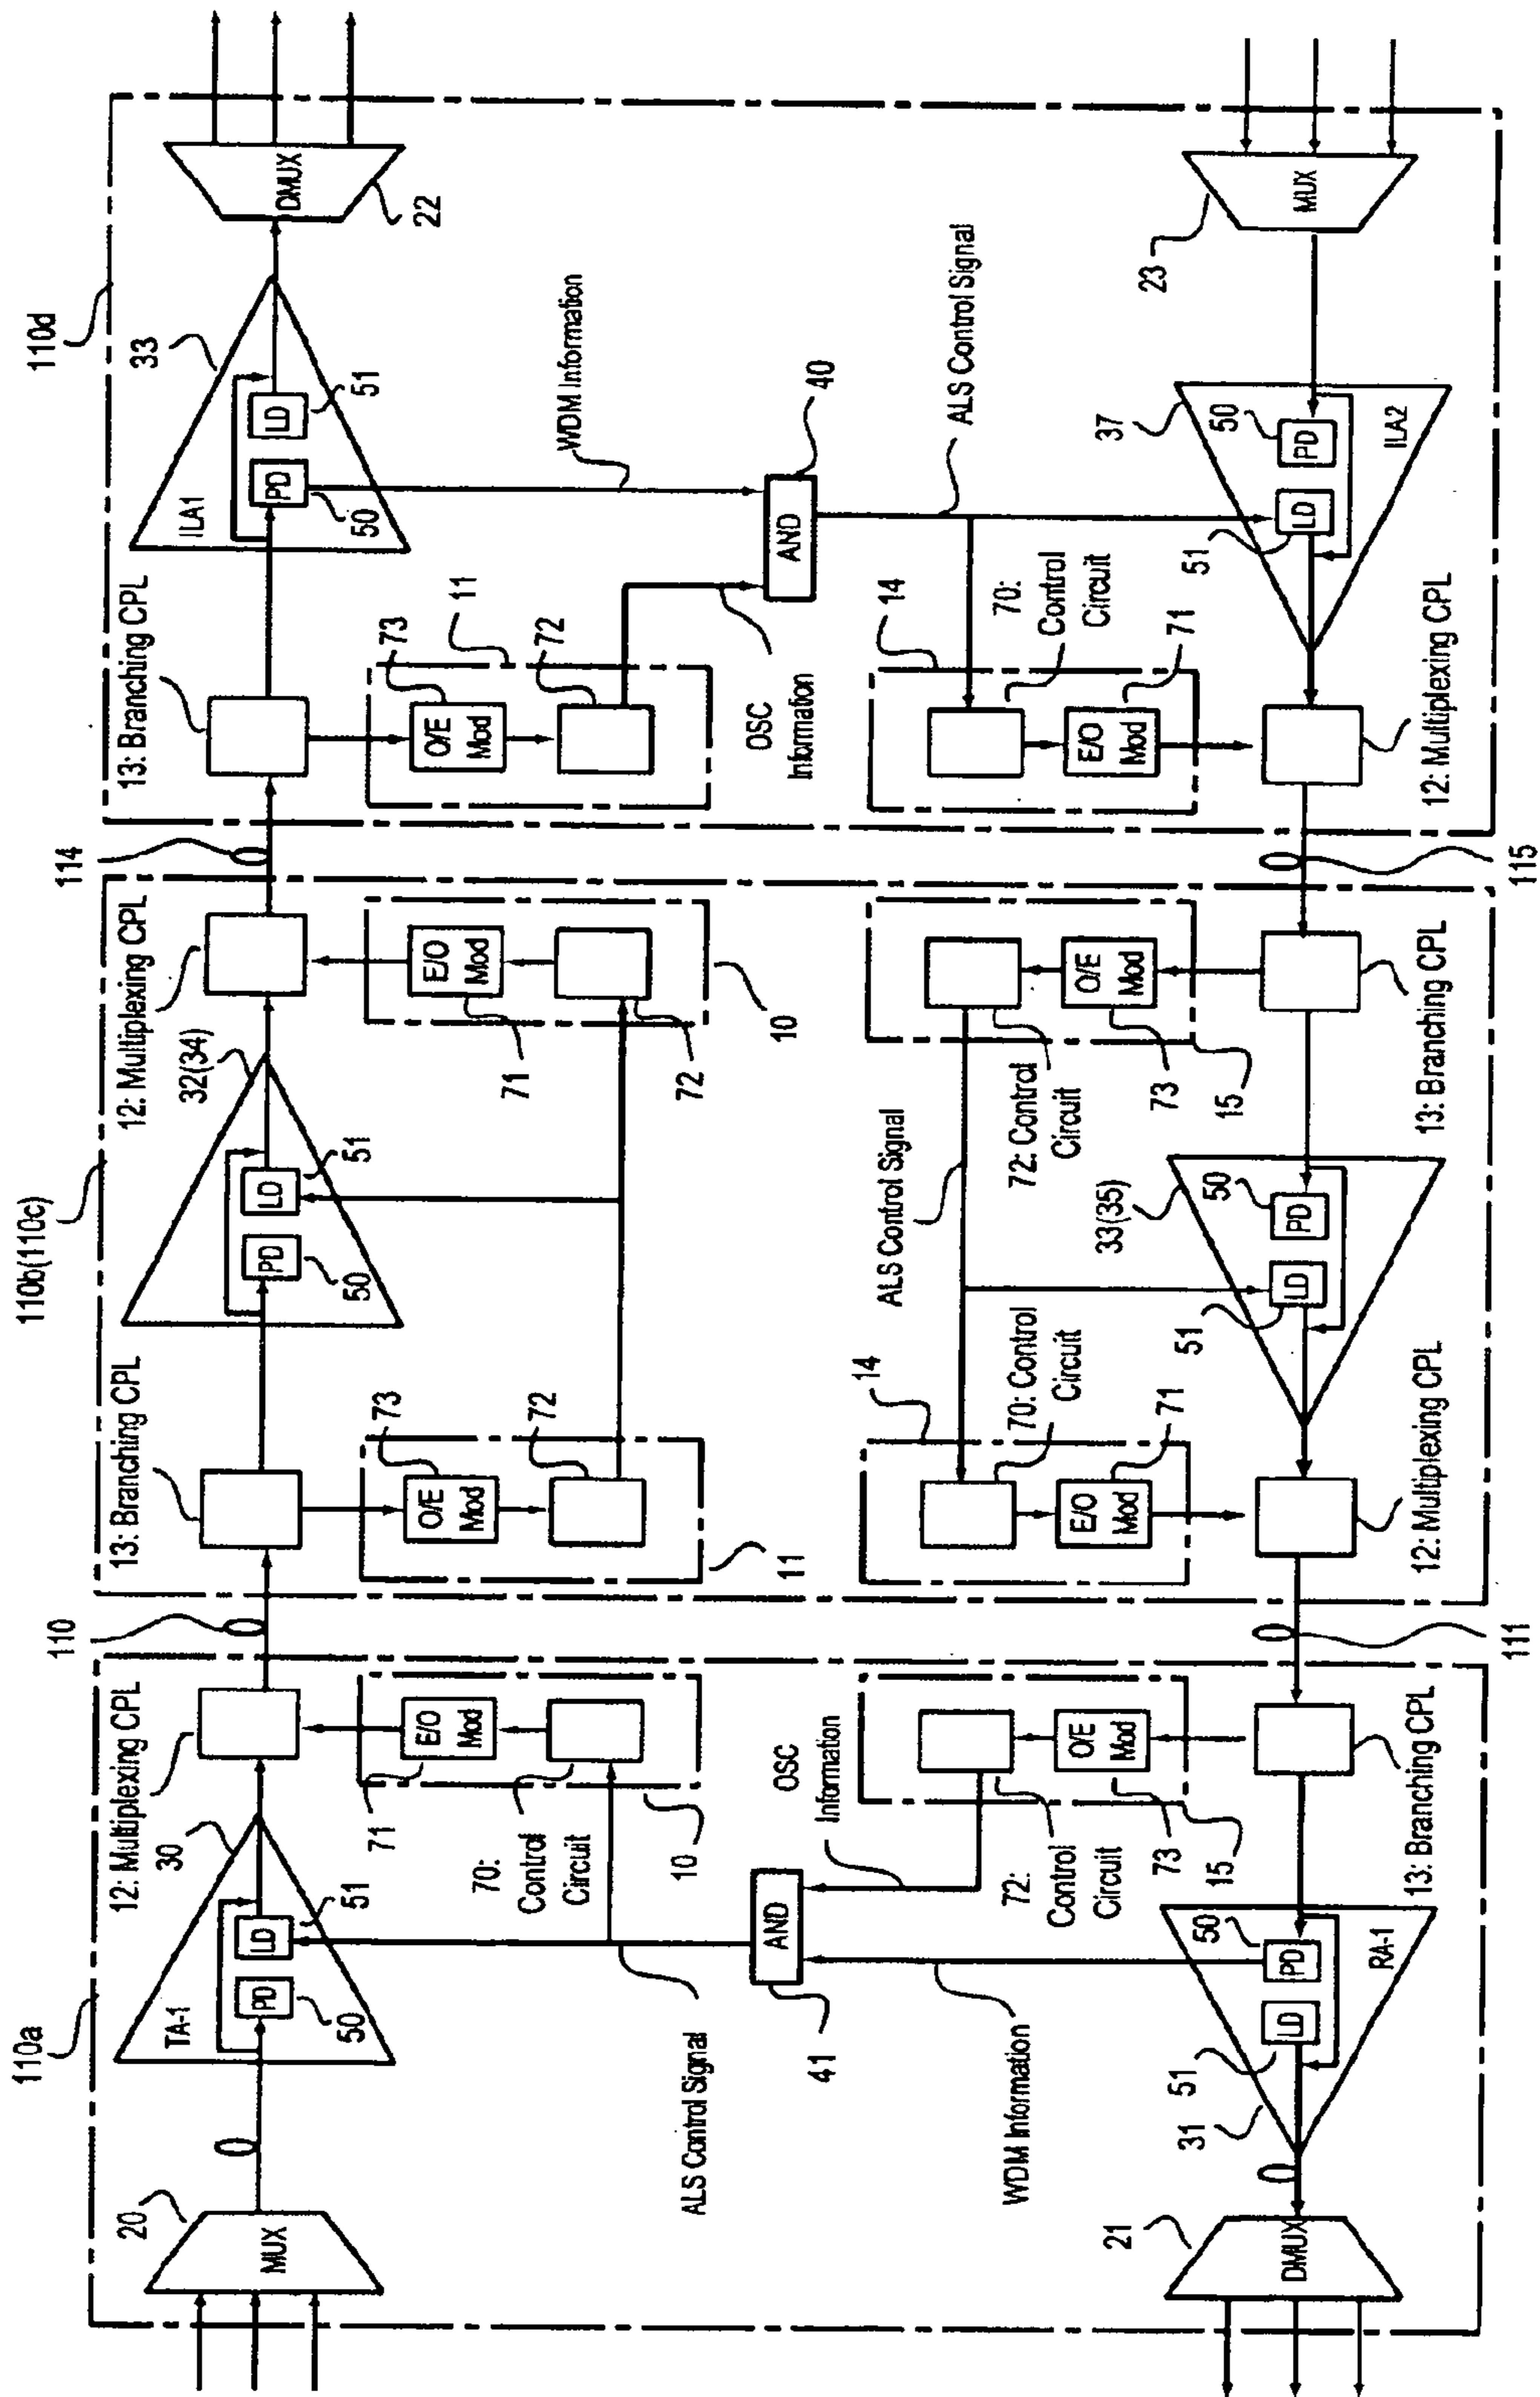 110a
110b(110c)
110d
20
MUX
TA-1
PD
50
LD
51
30
12: Multiplexing CPL
E/O
Mod
71
70:
Control
Circuit
10
ALS Control Signal
AND
41
OSC
Information
WDM Information
72:
Control
Circuit
O/E
Mod
73
15
13: Branching CPL
RA-1
50
PD
LD
51
31
DMUX
21
110
111
13: Branching CPL
O/E
Mod
73
72
11
PD
50
LD
51
32(34)
12: Multiplexing CPL
E/O
Mod
71
72
10
14
70: Control
Circuit
E/O
Mod
71
12: Multiplexing CPL
ALS Control Signal
72: Control
Circuit
O/E
Mod
73
15
13: Branching CPL
33(35)
50
PD
LD
51
114
115
13: Branching CPL
O/E
Mod
73
11
72
OSC
Information
ILA1
PD
50
LD
51
33
DMUX
22
WDM Information
AND
40
ALS Control Signal
14
70:
Control
Circuit
E/O
Mod
71
12: Multiplexing CPL
37
50
PD
LD
51
ILA2
MUX
23